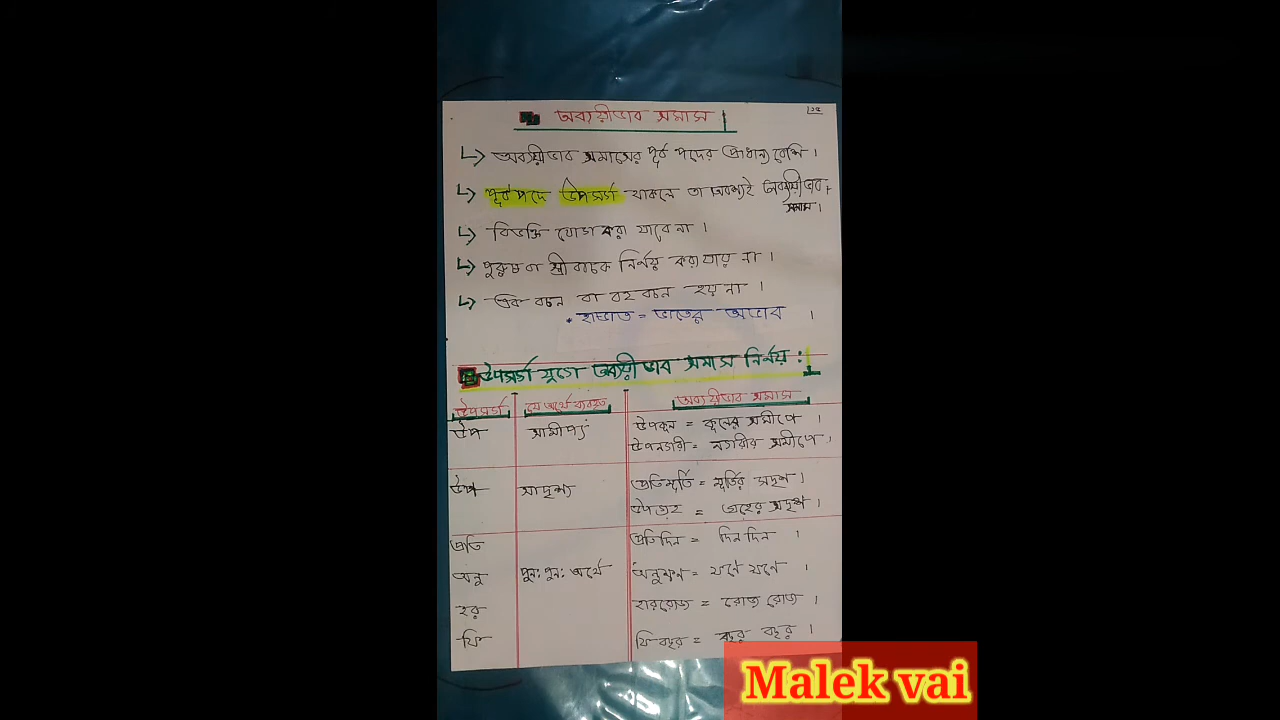 অব্যয়ীভাব সমাস
অব্যয়ীভাব সমাসের পূর্ব পদের প্রাধান্য বেশি ।
পূর্বপদে উপসর্গ থাকলে তা অবশ্যই অব্যয়ীভাব
সমাস ।
বিভক্তি যোগ করা যাবে না ।
পুরুষ বা স্ত্রী বাচক নির্ণয় করা যায় না ।
এক বচন বা বহু বচন হয় না ।
হাভাত = ভাতের অভাব ।
উপসর্গ যুগে অব্যয়ীভাব সমাস নির্নয় :
উপসর্গ যে অর্থে ব্যবহৃত অব্যয়ীভাব সমাস
উপ সামীপ্য উপকূল = কূলের সমীপে ।
উপনগরী = নগরীর সমীপে ।
প্রতিমূর্তি = মূর্তির সদৃশ ।
উপ সাদৃশ্য
উপগ্রহ = গ্রহের সদৃশ ।
প্রতি প্রতিদিন = দিন দিন ।
অনু পুন: পুন: অর্থে অনুক্ষণ = ক্ষণে ক্ষণে ।
হর হররোজ = রোজ রোজ ।
ফি ফি বছর = বছর বছর ।
Malek vai